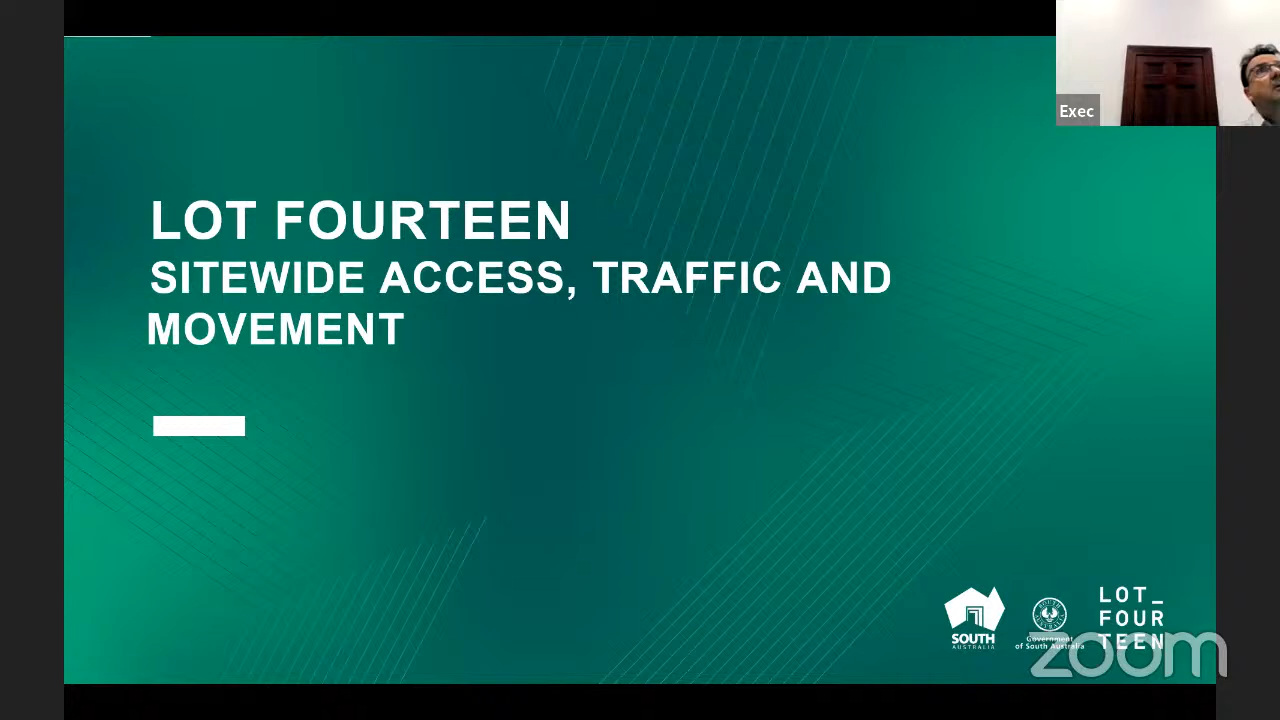 Exec
LOT FOURTEEN
SITEWIDE ACCESS, TRAFFIC AND
MOVEMENT
SOUTH
AUSTRALIA
Government
of South Australia
LOT_
FOUR
TEEN
zoom